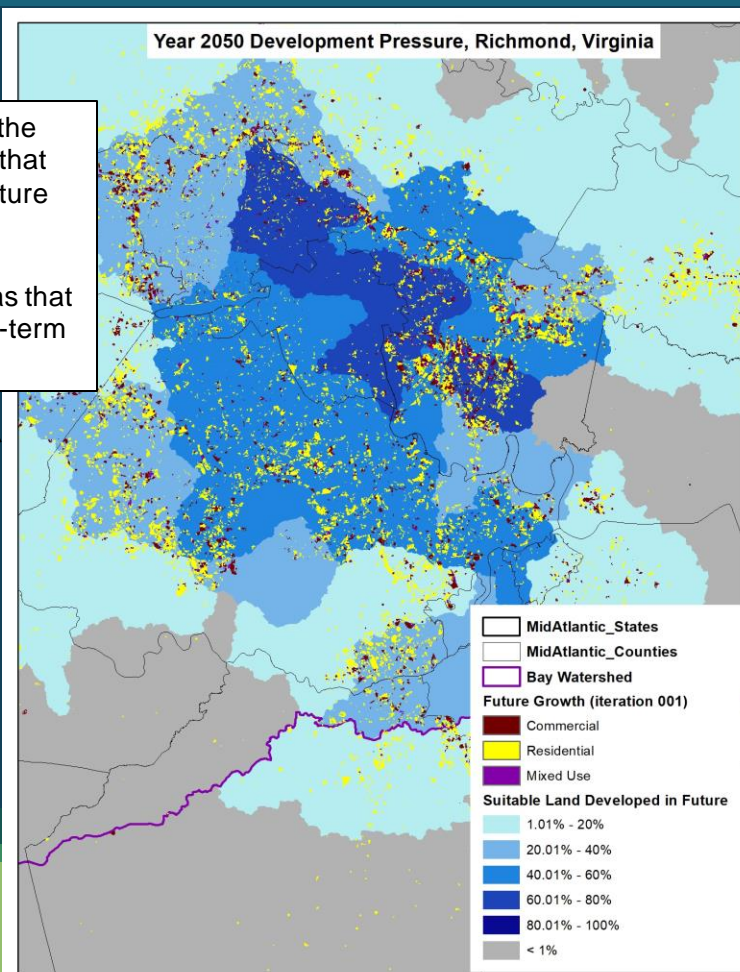 Year 2050 Development Pressure, Richmond, Virginia
the
that
ture
as that
-term
MidAtlantic_States
MidAtlantic_Counties
Bay Watershed
Future Growth (iteration 001)
Commercial
Residential
Mixed Use
Suitable Land Developed in Future
1.01% - 20%
20.01% - 40%
40.01% - 60%
60.01% - 80%
80.01% - 100%
< 1%